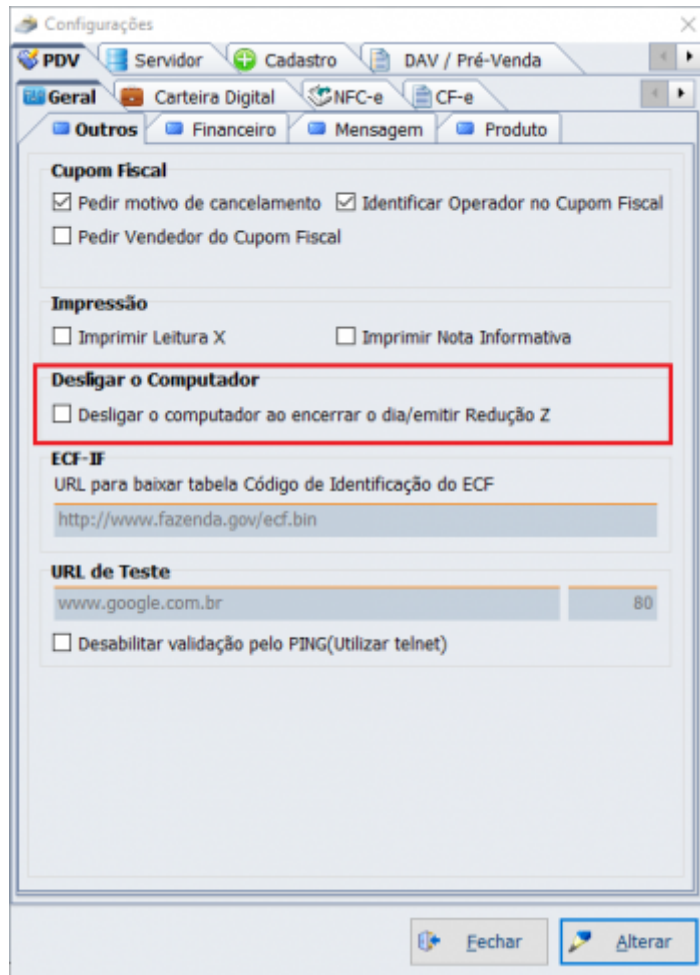 Configurações
PDV Servidor Cadastro DAV / Pré-Venda
Geral Carteira Digital NFC-e CF-e
Outros Financeiro Mensagem Produto
Cupom Fiscal
Pedir motivo de cancelamento Identificar Operador no Cupom Fiscal
Pedir Vendedor do Cupom Fiscal
Impressão
Imprimir Leitura X Imprimir Nota Informativa
Desligar o Computador
Desligar o computador ao encerrar o dia/emitir Redução Z
ECF-IF
URL para baixar tabela Código de Identificação do ECF
http://www.fazenda.gov/ecf.bin
URL de Teste
www.google.com.br 80
Desabilitar validação pelo PING(Utilizar telnet)
Fechar Alterar